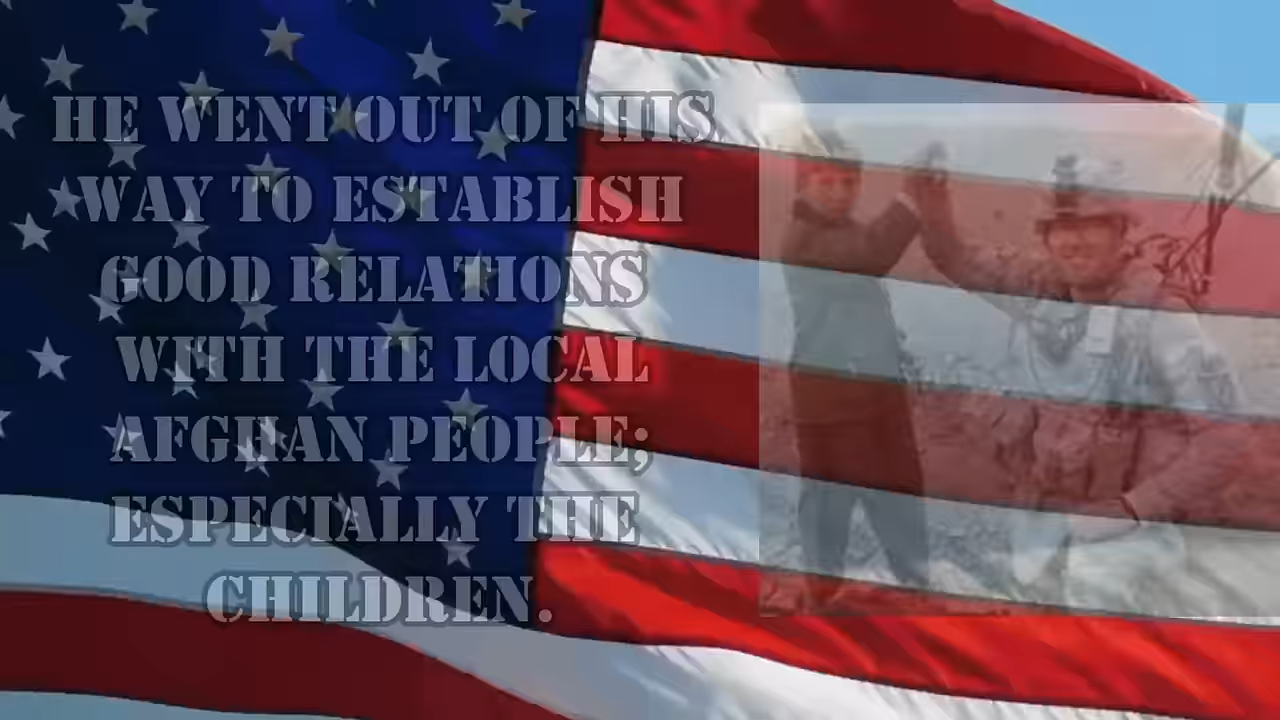 HE WENT OUT OF HIS
WAY TO ESTABLISH
GOOD RELATIONS
WITH THE LOCAL
AFGHAN PEOPLE;
ESPECIALLY THE
CHILDREN.